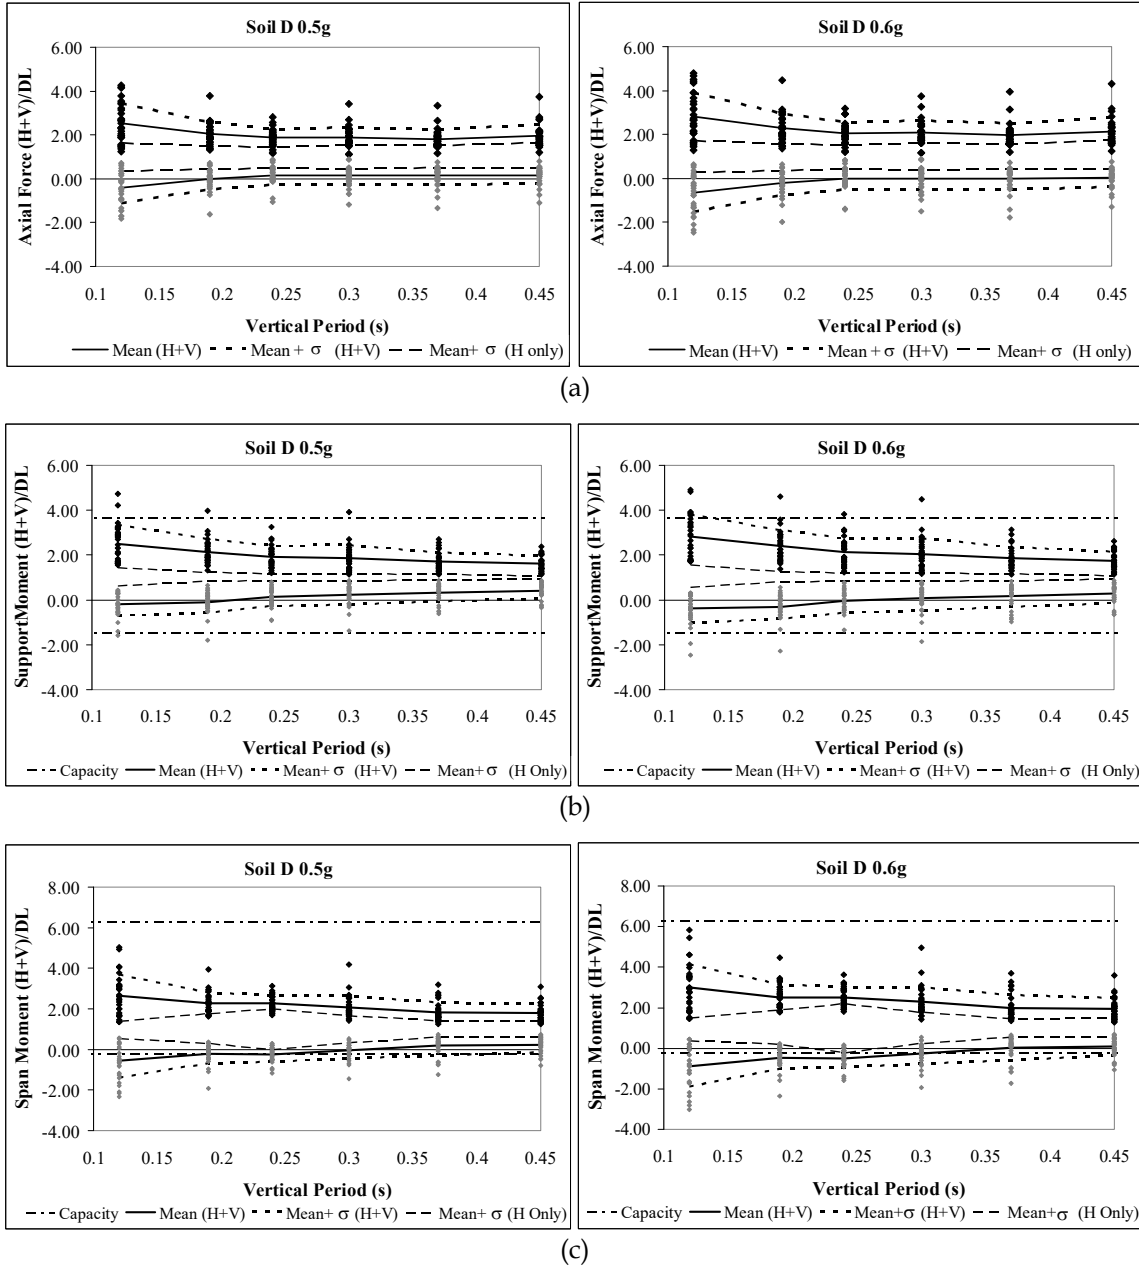 Soil D 0.5g
Axial Force (H+V)/DL
6.00
4.00
2.00
0.00
-2.00
-4.00
0.1 0.15 0.2 0.25 0.3 0.35 0.4 0.45
Vertical Period (s)
Mean (H+V) Mean + σ (H+V) Mean+ σ (H only)
Soil D 0.6g
Axial Force (H+V)/DL
6.00
4.00
2.00
0.00
-2.00
-4.00
0.1 0.15 0.2 0.25 0.3 0.35 0.4 0.45
Vertical Period (s)
Mean (H+V) Mean + σ (H+V) Mean+ σ (H only)
(a)
Soil D 0.5g
SupportMoment (H+V)/DL
6.00
4.00
2.00
0.00
-2.00
-4.00
0.1 0.15 0.2 0.25 0.3 0.35 0.4 0.45
Vertical Period (s)
Capacity Mean (H+V) Mean+ σ (H+V) Mean+ σ (H Only)
Soil D 0.6g
SupportMoment (H+V)/DL
6.00
4.00
2.00
0.00
-2.00
-4.00
0.1 0.15 0.2 0.25 0.3 0.35 0.4 0.45
Vertical Period (s)
Capacity Mean (H+V) Mean+ σ (H+V) Mean+ σ (H Only)
(b)
Soil D 0.5g
Span Moment (H+V)/DL
8.00
6.00
4.00
2.00
0.00
-2.00
-4.00
0.1 0.15 0.2 0.25 0.3 0.35 0.4 0.45
Vertical Period (s)
Capacity Mean (H+V) Mean+ σ (H+V) Mean+ σ (H Only)
Soil D 0.6g
Span Moment (H+V)/DL
8.00
6.00
4.00
2.00
0.00
-2.00
-4.00
0.1 0.15 0.2 0.25 0.3 0.35 0.4 0.45
Vertical Period (s)
Capacity Mean (H+V) Mean+σ (H+V) Mean+σ (H Only)
(c)